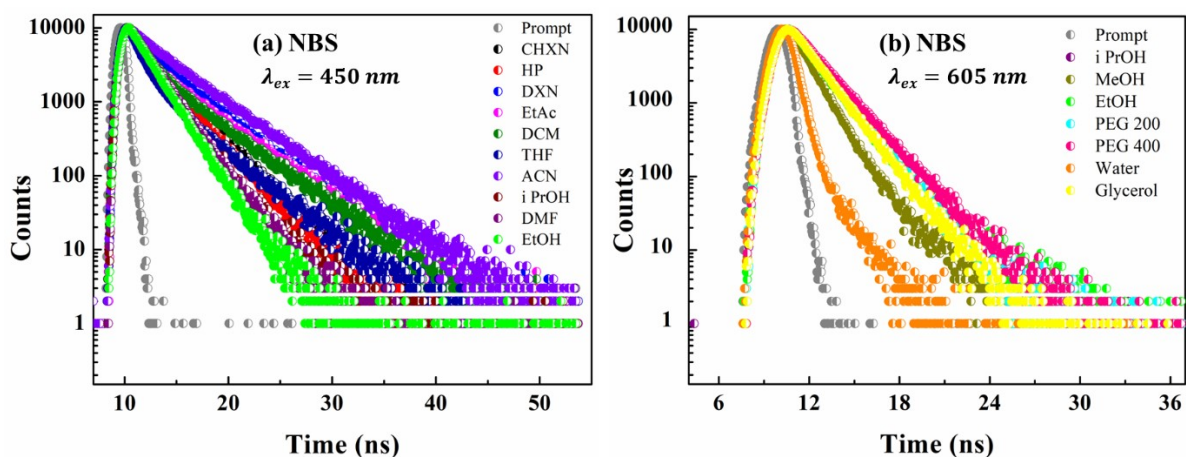 (a) NBS
λex = 450 nm
Prompt
CHXN
HP
DXN
EtAc
DCM
THF
ACN
i PrOH
DMF
EtOH
Counts
10000
1000
100
10
1
10
20
30
40
50
Time (ns)
(b) NBS
λex = 605 nm
Prompt
i PrOH
MeOH
EtOH
PEG 200
PEG 400
Water
Glycerol
Counts
10000
1000
100
10
1
6
12
18
24
30
36
Time (ns)